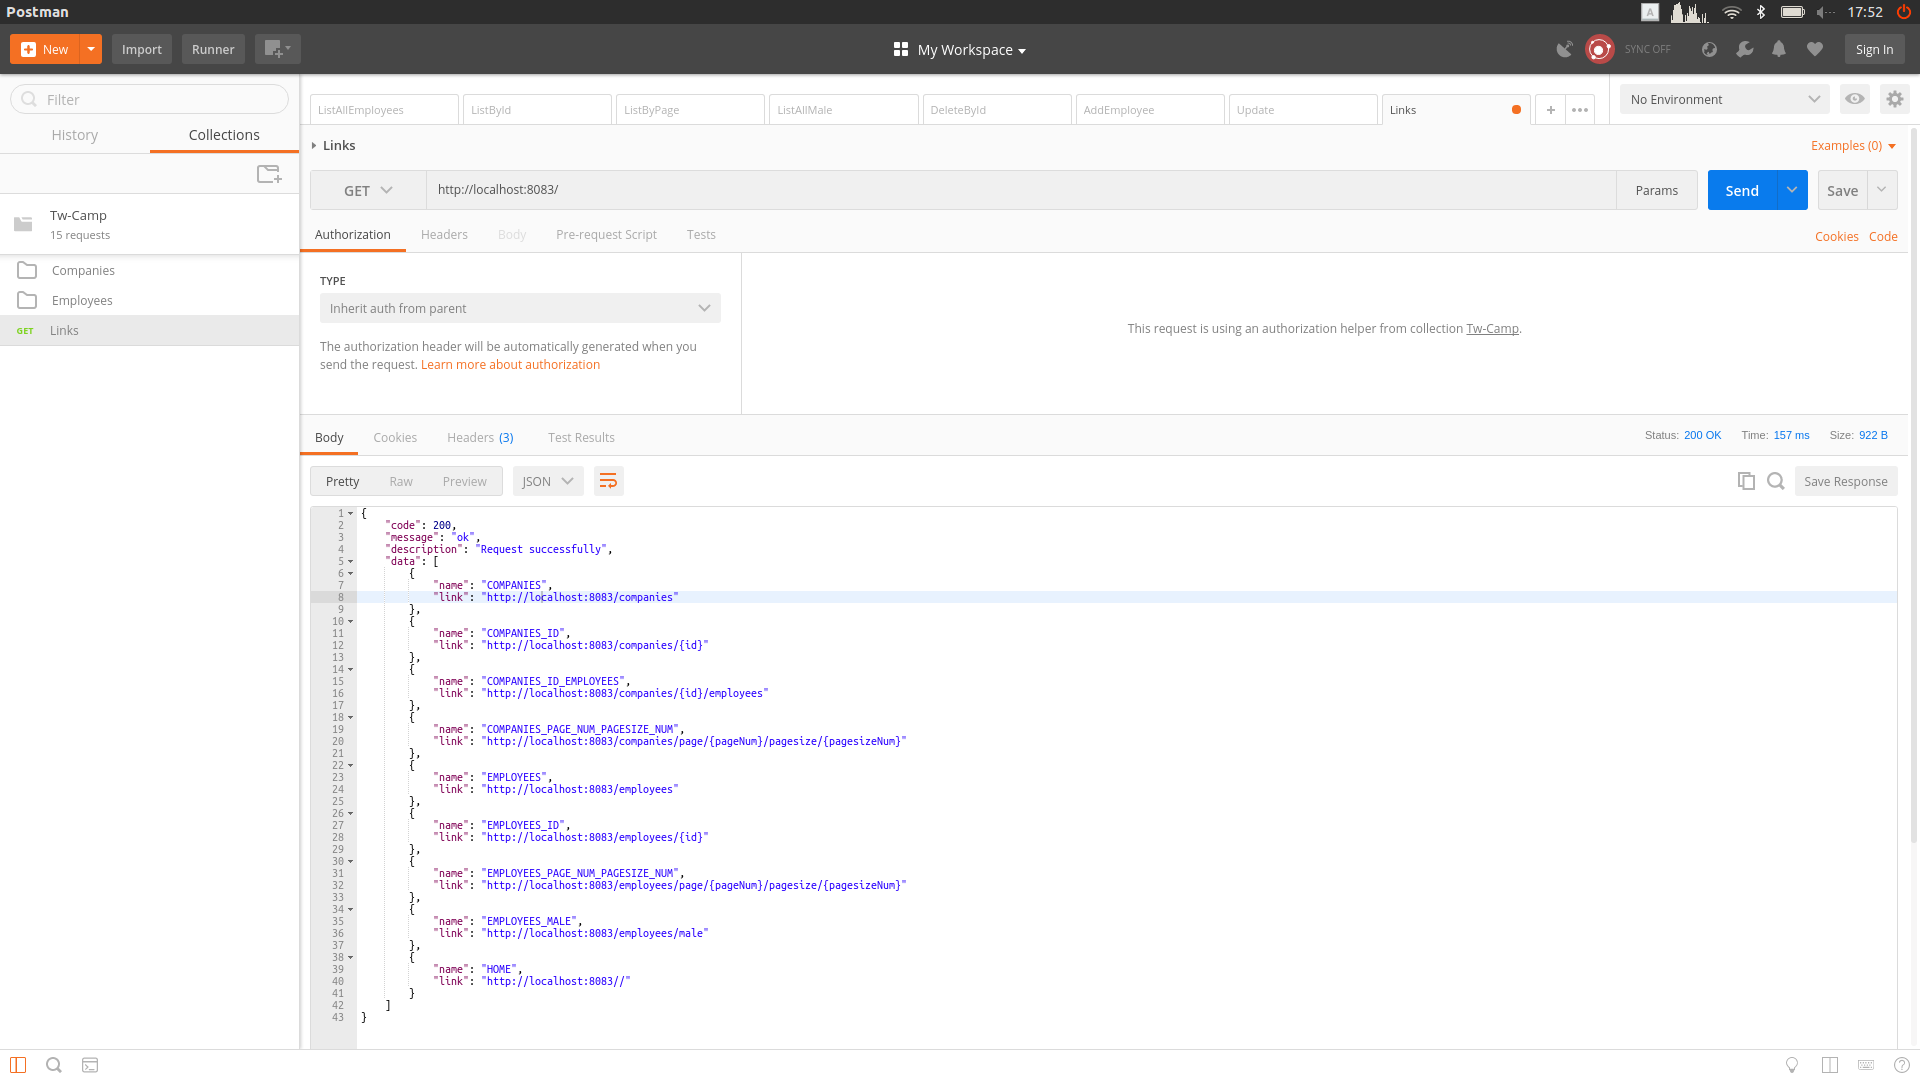 Postman
A
17:52
New
Import
Runner
My Workspace
SYNC OFF
Sign In
Filter
History
Collections
Tw-Camp
15 requests
Companies
Employees
GET Links
ListAllEmployees
ListById
ListByPage
ListAllMale
DeleteById
AddEmployee
Update
Links
No Environment
Links
Examples (0)
GET
http://localhost:8083/
Params
Send
Save
Authorization
Headers
Body
Pre-request Script
Tests
Cookies
Code
TYPE
Inherit auth from parent
The authorization header will be automatically generated when you
send the request. Learn more about authorization
This request is using an authorization helper from collection Tw-Camp.
Body
Cookies
Headers (3)
Test Results
Status: 200 OK
Time: 157 ms
Size: 922 B
Pretty
Raw
Preview
JSON
Save Response
1 {
2 "code": 200,
3 "message": "ok",
4 "description": "Request successfully",
5 "data": [
6 {
7 "name": "COMPANIES",
8 "link": "http://localhost:8083/companies"
9 },
10 {
11 "name": "COMPANIES_ID",
12 "link": "http://localhost:8083/companies/{id}"
13 },
14 {
15 "name": "COMPANIES_ID_EMPLOYEES",
16 "link": "http://localhost:8083/companies/{id}/employees"
17 },
18 {
19 "name": "COMPANIES_PAGE_NUM_PAGESIZE_NUM",
20 "link": "http://localhost:8083/companies/page/{pageNum}/pagesize/{pagesizeNum}"
21 },
22 {
23 "name": "EMPLOYEES",
24 "link": "http://localhost:8083/employees"
25 },
26 {
27 "name": "EMPLOYEES_ID",
28 "link": "http://localhost:8083/employees/{id}"
29 },
30 {
31 "name": "EMPLOYEES_PAGE_NUM_PAGESIZE_NUM",
32 "link": "http://localhost:8083/employees/page/{pageNum}/pagesize/{pagesizeNum}"
33 },
34 {
35 "name": "EMPLOYEES_MALE",
36 "link": "http://localhost:8083/employees/male"
37 },
38 {
39 "name": "HOME",
40 "link": "http://localhost:8083//"
41 }
42 ]
43 }